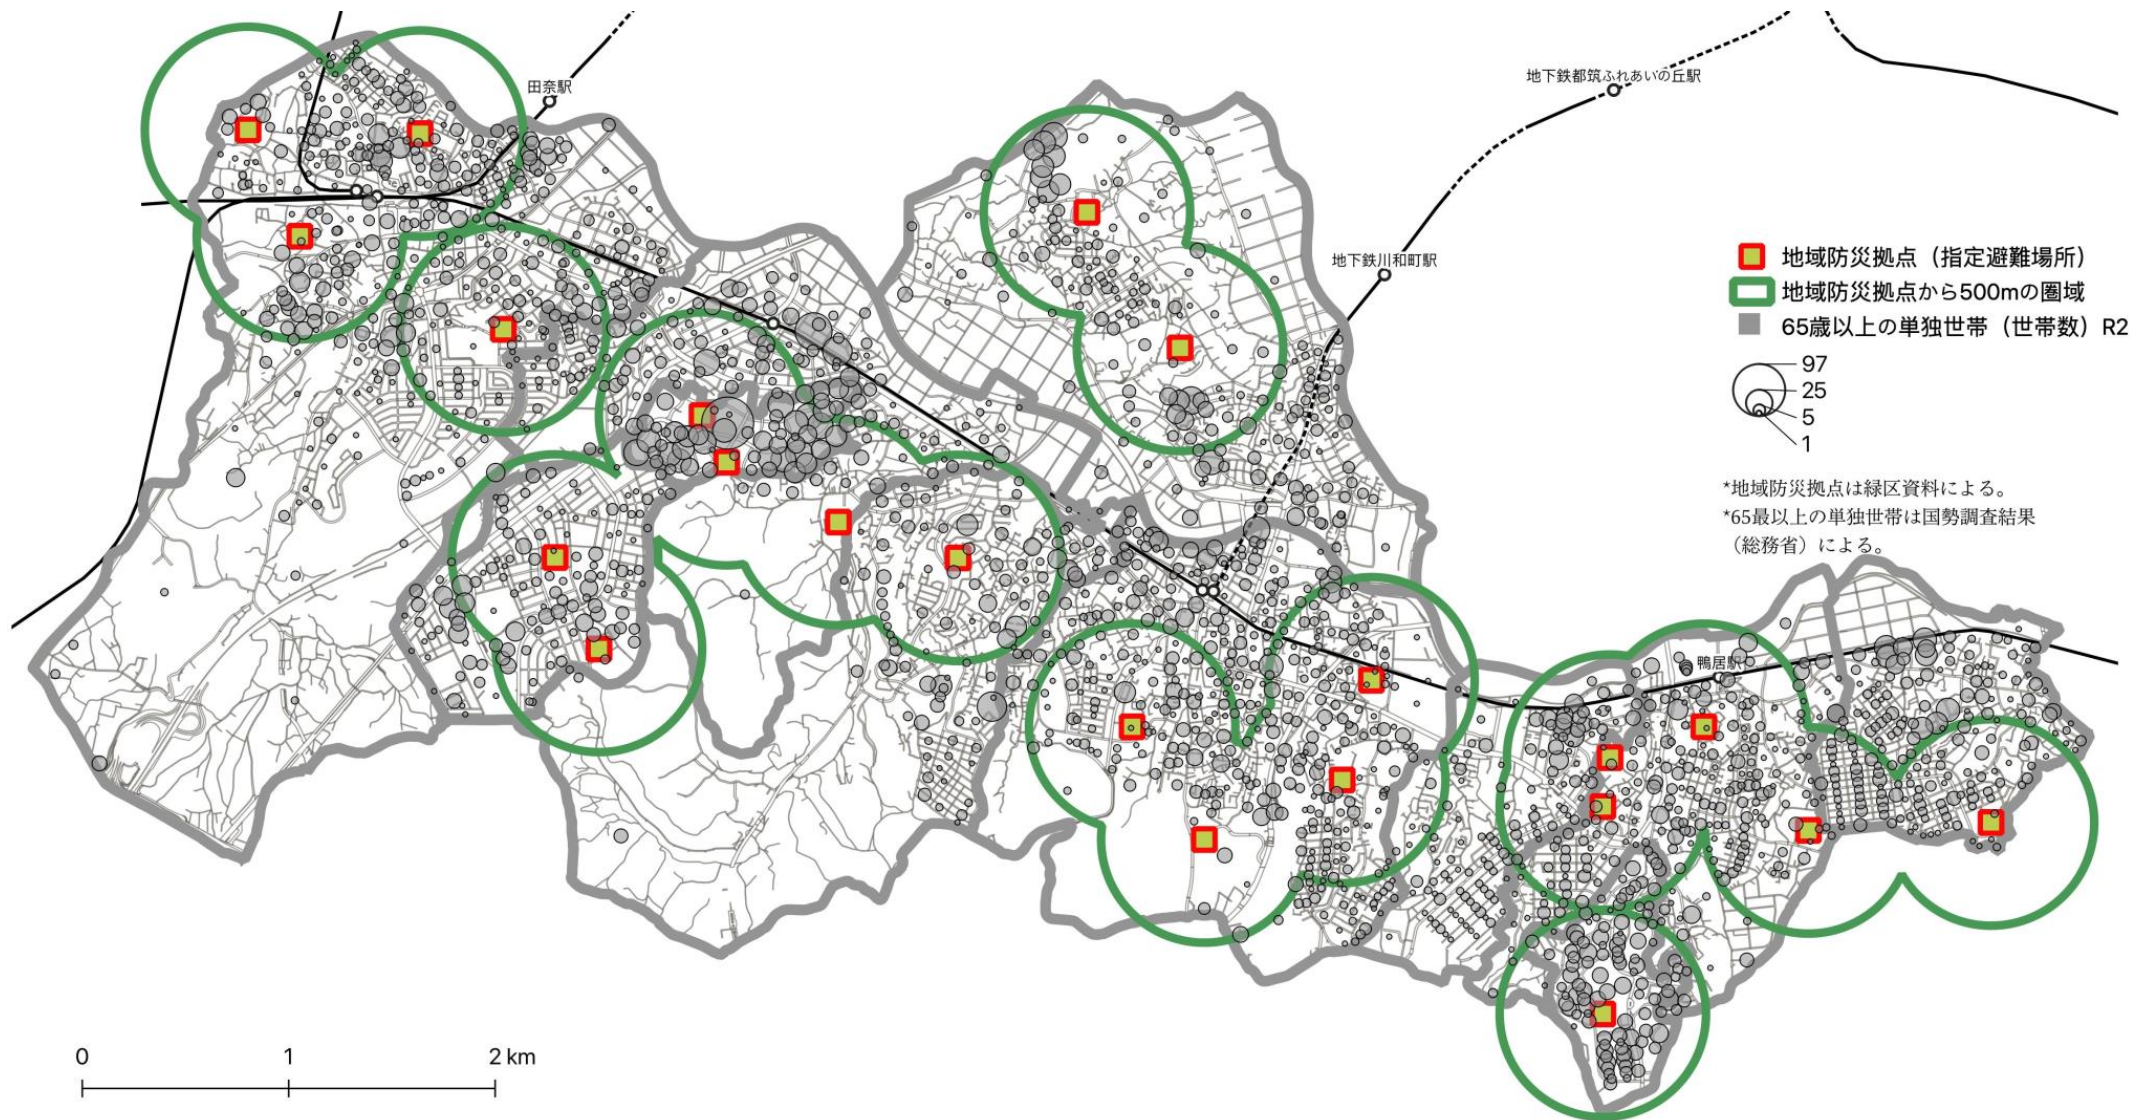 田奈駅
地下鉄都筑ふれあいの丘駅
地下鉄川和町駅
地域防災拠点（指定避難場所）
地域防災拠点から500mの圏域
65歳以上の単独世帯（世帯数）R2
97
25
5
1
*地域防災拠点は緑区資料による。
*65最以上の単独世帯は国勢調査結果
（総務省）による。
鴨居駅
0 1 2 km